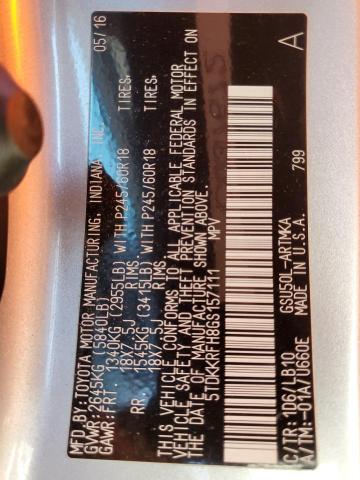 MFD.BY:TOYOTA MOTOR MANUFACTURING, INDIANA, INC. 05/16
GVWR:2645KG (5840LB)
GAWR:FRT. 1340KG (2955LB) WITH P245/60R18 TIRES,
18X7.5J RIMS.
RR. 1545KG (3415LB) WITH P245/60R18 TIRES,
18X7.5J RIMS.
THIS VEHICLE CONFORMS TO ALL APPLICABLE FEDERAL MOTOR
VEHICLE SAFETY AND THEFT PREVENTION STANDARDS IN EFFECT ON
THE DATE OF MANUFACTURE SHOWN ABOVE.
5TDKKRFH8GS157111 MPV
A
C/TR:1D6/LB10 GSU50L-ARTMKA 799
A/TM:-01A/U660E MADE IN U.S.A.